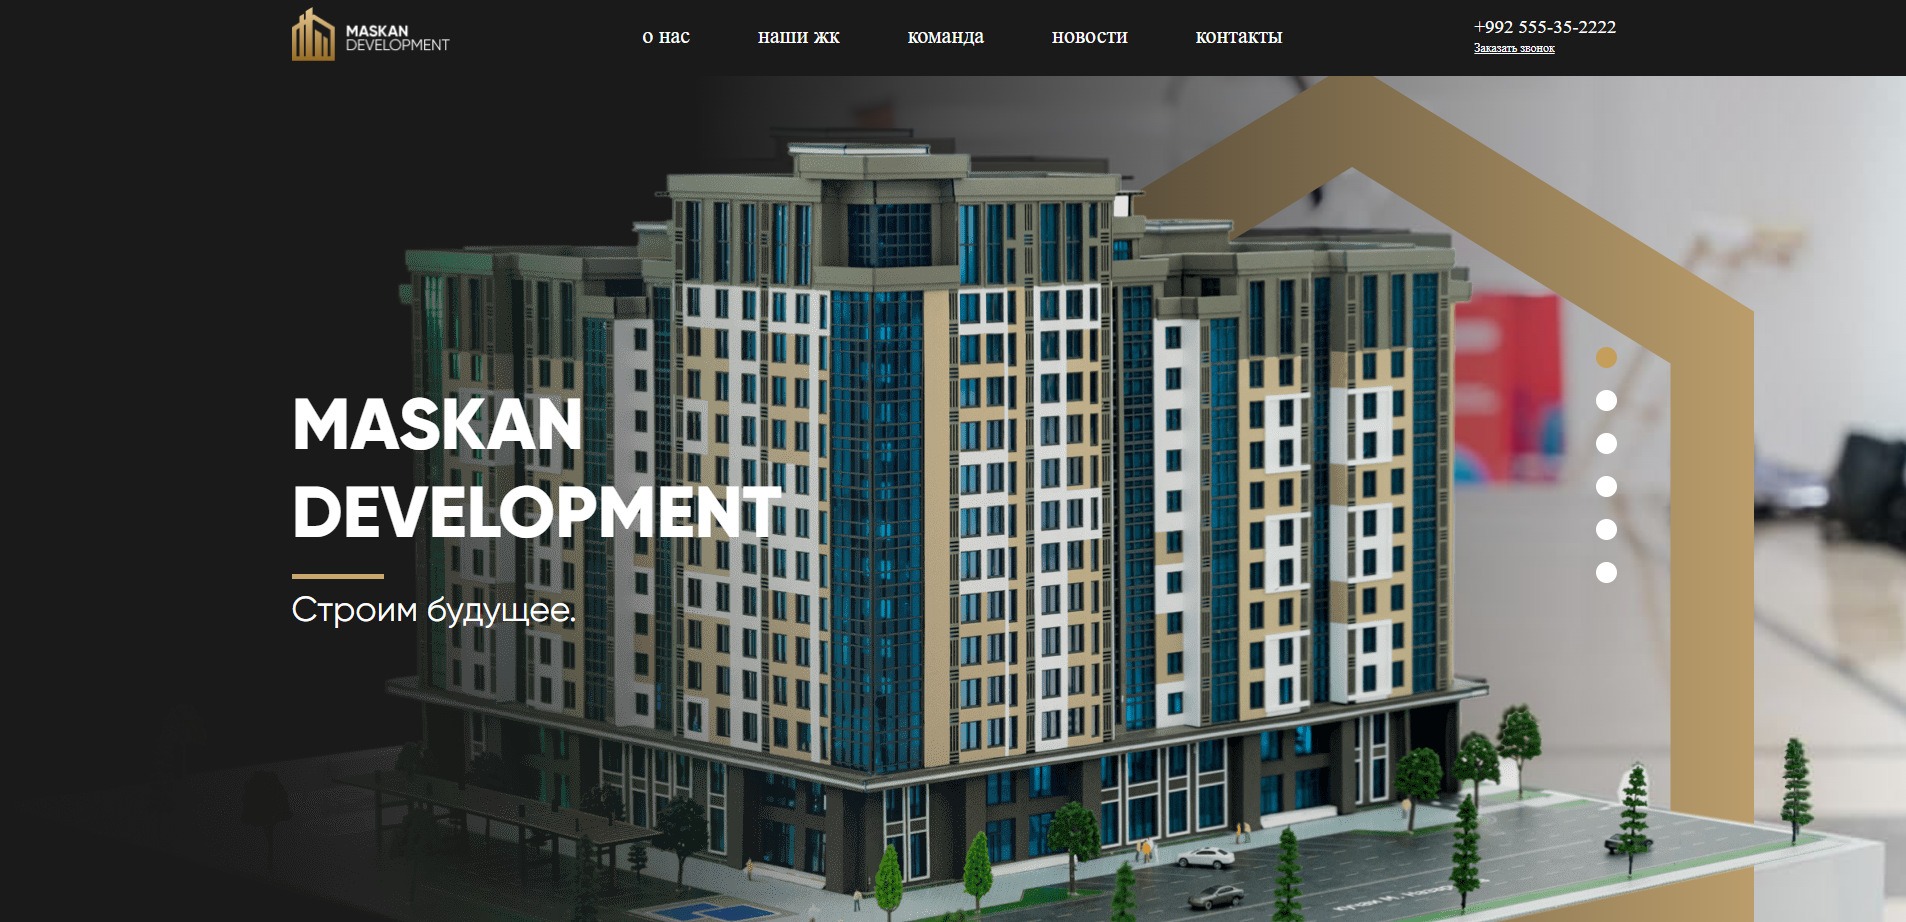 MASKAN
DEVELOPMENT
о нас
наши жк
команда
новости
контакты
+992 555-35-2222
Заказать звонок
MASKAN
DEVELOPMENT
Строим будущее.